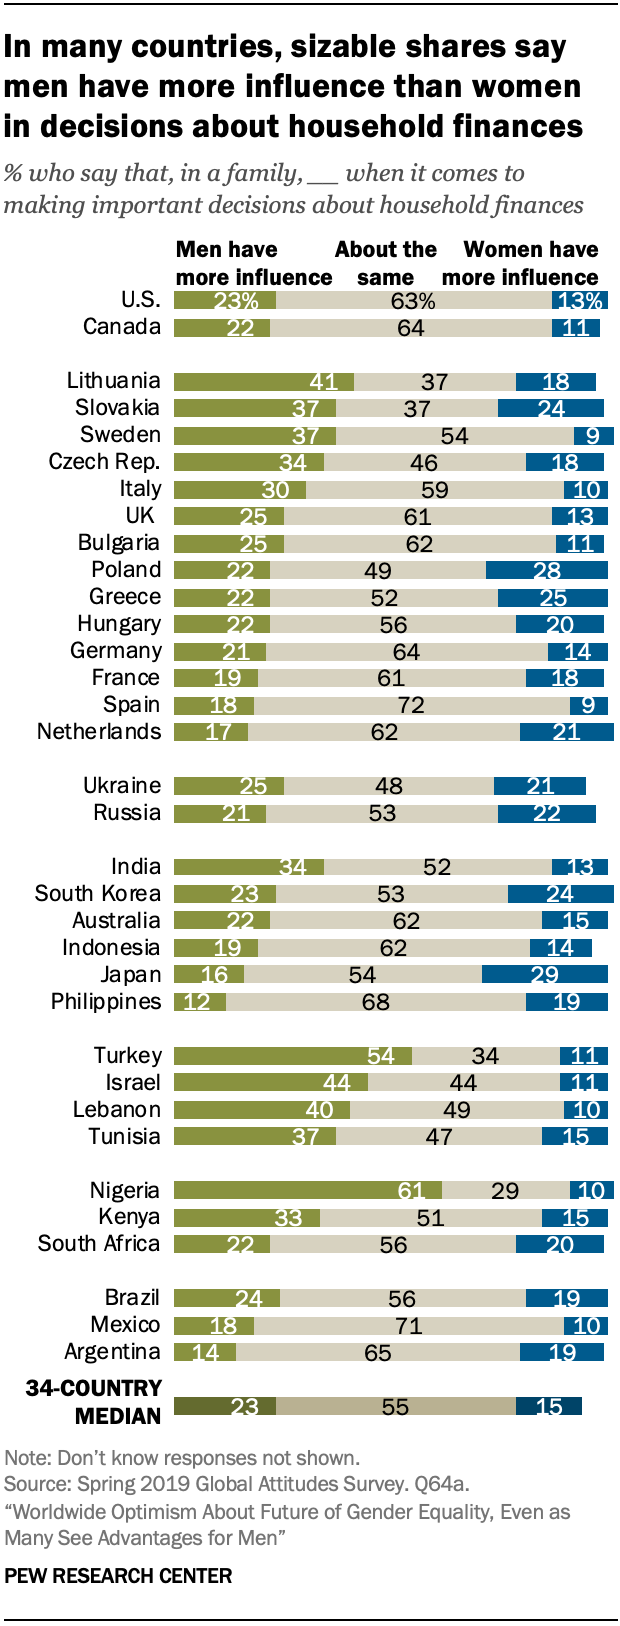 In many countries, sizable shares say
men have more influence than women
in decisions about household finances
% who say that, in a family, __ when it comes to
making important decisions about household finances
Men have more influence About the same Women have more influence
U.S. 23% 63% 13%
Canada 22 64 11
Lithuania 41 37 18
Slovakia 37 37 24
Sweden 37 54 9
Czech Rep. 34 46 18
Italy 30 59 10
UK 25 61 13
Bulgaria 25 62 11
Poland 22 49 28
Greece 22 52 25
Hungary 22 56 20
Germany 21 64 14
France 19 61 18
Spain 18 72 9
Netherlands 17 62 21
Ukraine 25 48 21
Russia 21 53 22
India 34 52 13
South Korea 23 53 24
Australia 22 62 15
Indonesia 19 62 14
Japan 16 54 29
Philippines 12 68 19
Turkey 54 34 11
Israel 44 44 11
Lebanon 40 49 10
Tunisia 37 47 15
Nigeria 61 29 10
Kenya 33 51 15
South Africa 22 56 20
Brazil 24 56 19
Mexico 18 71 10
Argentina 14 65 19
34-COUNTRY
MEDIAN 23 55 15
Note: Don’t know responses not shown.
Source: Spring 2019 Global Attitudes Survey. Q64a.
“Worldwide Optimism About Future of Gender Equality, Even as
Many See Advantages for Men”
PEW RESEARCH CENTER